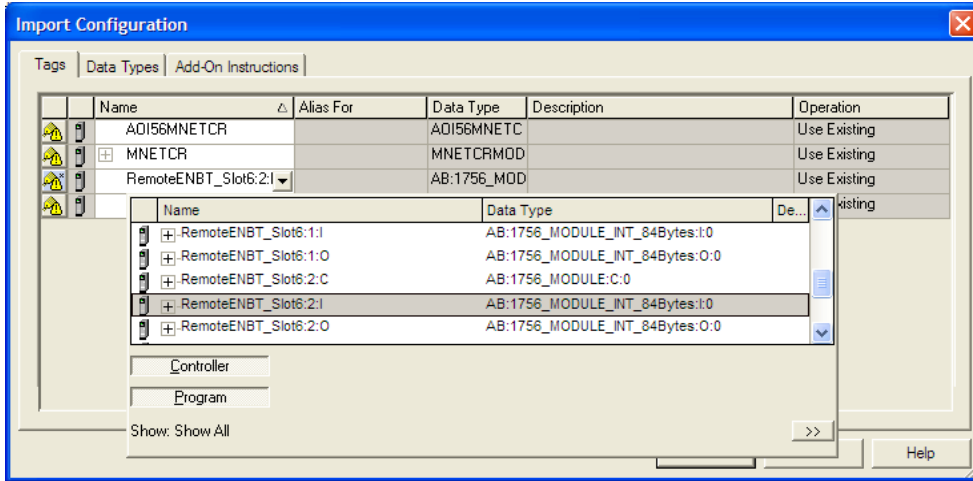 Import Configuration
Tags Data Types Add-On Instructions
Name Alias For Data Type Description Operation
AOI56MNETCR AOI56MNETC Use Existing
MNETCR MNETCRMOD Use Existing
RemoteENBT_Slot6:2:I AB:1756_MOD Use Existing
Name Data Type De... xisting
RemoteENBT_Slot6:1:I AB:1756_MODULE_INT_84Bytes:I:0
RemoteENBT_Slot6:1:O AB:1756_MODULE_INT_84Bytes:O:0
RemoteENBT_Slot6:2:C AB:1756_MODULE:C:0
RemoteENBT_Slot6:2:I AB:1756_MODULE_INT_84Bytes:I:0
RemoteENBT_Slot6:2:O AB:1756_MODULE_INT_84Bytes:O:0
Controller
Program
Show: Show All >>
Help